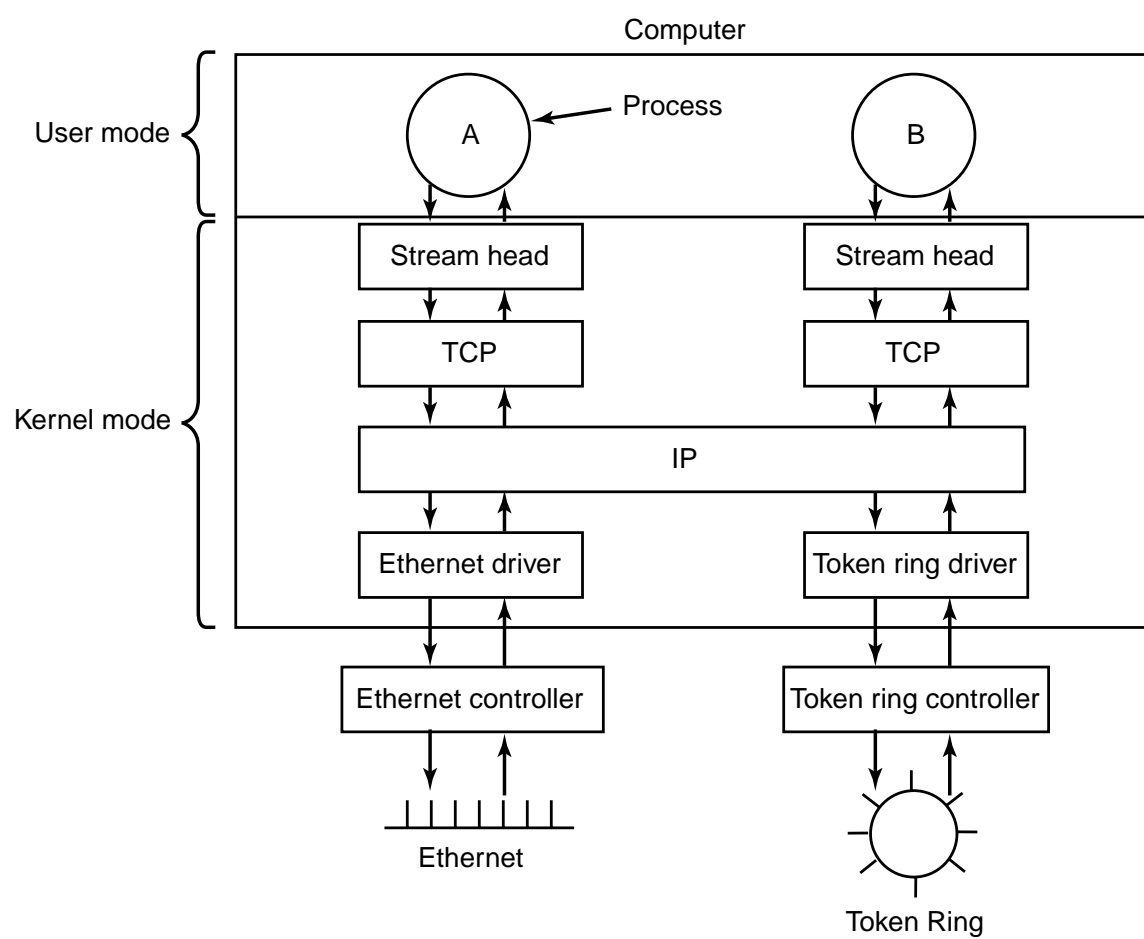 Computer
User mode
A
Process
B
Stream head
Stream head
TCP
TCP
Kernel mode
IP
Ethernet driver
Token ring driver
Ethernet controller
Token ring controller
Ethernet
Token Ring